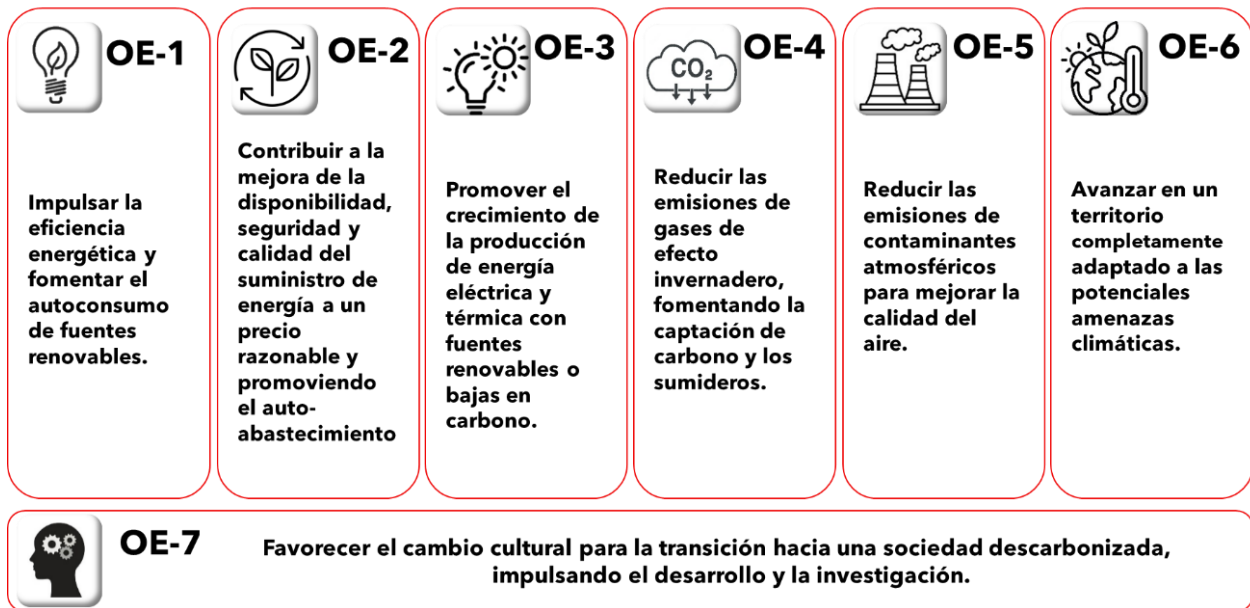 OE-1
Impulsar la
eficiencia
energética y
fomentar el
autoconsumo
de fuentes
renovables.
OE-2
Contribuir a la
mejora de la
disponibilidad,
seguridad y
calidad del
suministro de
energía a un
precio
razonable y
promoviendo
el auto-
abastecimiento
OE-3
Promover el
crecimiento de
la producción
de energía
eléctrica y
térmica con
fuentes
renovables o
bajas en
carbono.
OE-4
CO₂
Reducir las
emisiones de
gases de
efecto
invernadero,
fomentando la
captación de
carbono y los
sumideros.
OE-5
Reducir las
emisiones de
contaminantes
atmosféricos
para mejorar la
calidad del
aire.
OE-6
Avanzar en un
territorio
completamente
adaptado a las
potenciales
amenazas
climáticas.
OE-7
Favorecer el cambio cultural para la transición hacia una sociedad descarbonizada,
impulsando el desarrollo y la investigación.